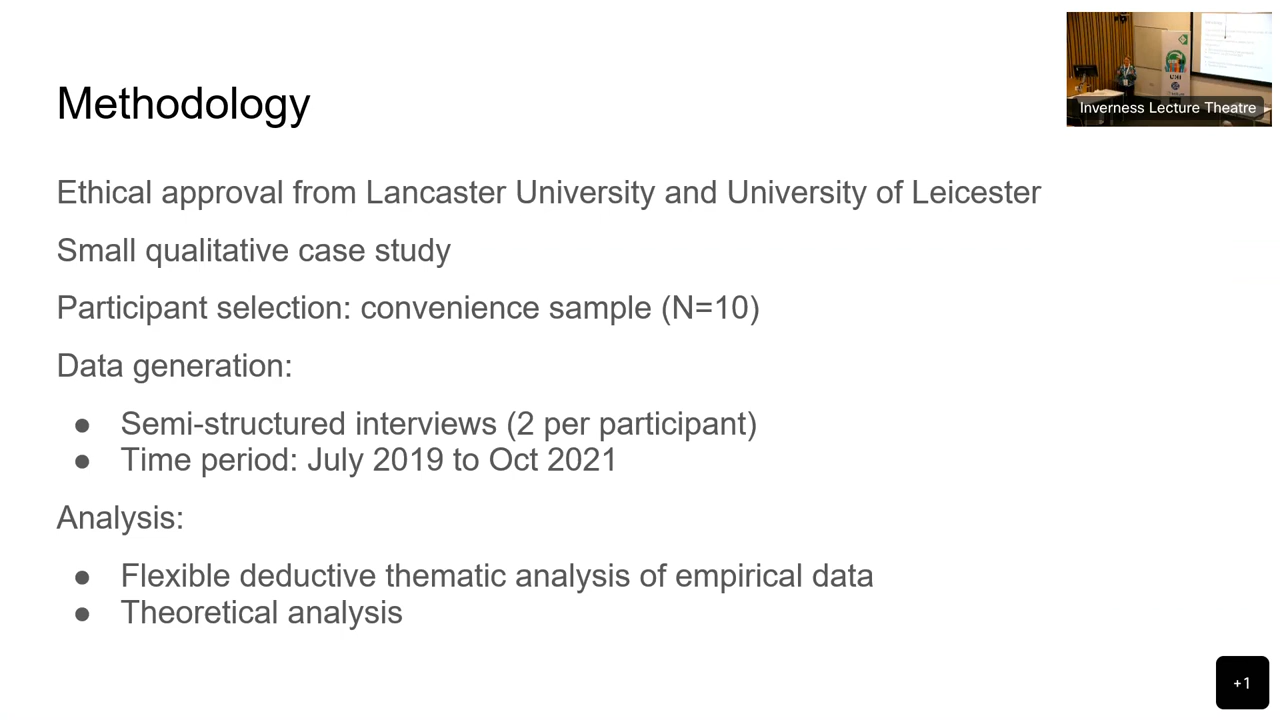 Methodology
Inverness Lecture Theatre
Ethical approval from Lancaster University and University of Leicester
Small qualitative case study
Participant selection: convenience sample (N=10)
Data generation:
● Semi-structured interviews (2 per participant)
● Time period: July 2019 to Oct 2021
Analysis:
● Flexible deductive thematic analysis of empirical data
● Theoretical analysis
+1